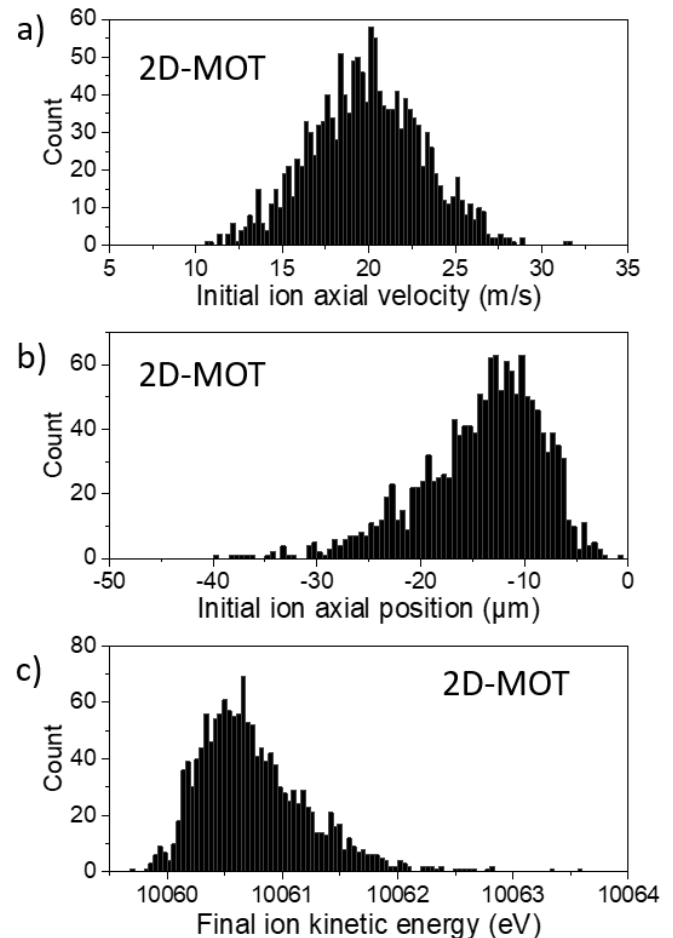 a)
2D-MOT
60
50
40
30
20
10
0
Count
5 10 15 20 25 30 35
Initial ion axial velocity (m/s)
b)
2D-MOT
60
40
20
0
Count
-50 -40 -30 -20 -10 0
Initial ion axial position (µm)
c)
2D-MOT
80
60
40
20
0
Count
10060 10061 10062 10063 10064
Final ion kinetic energy (eV)